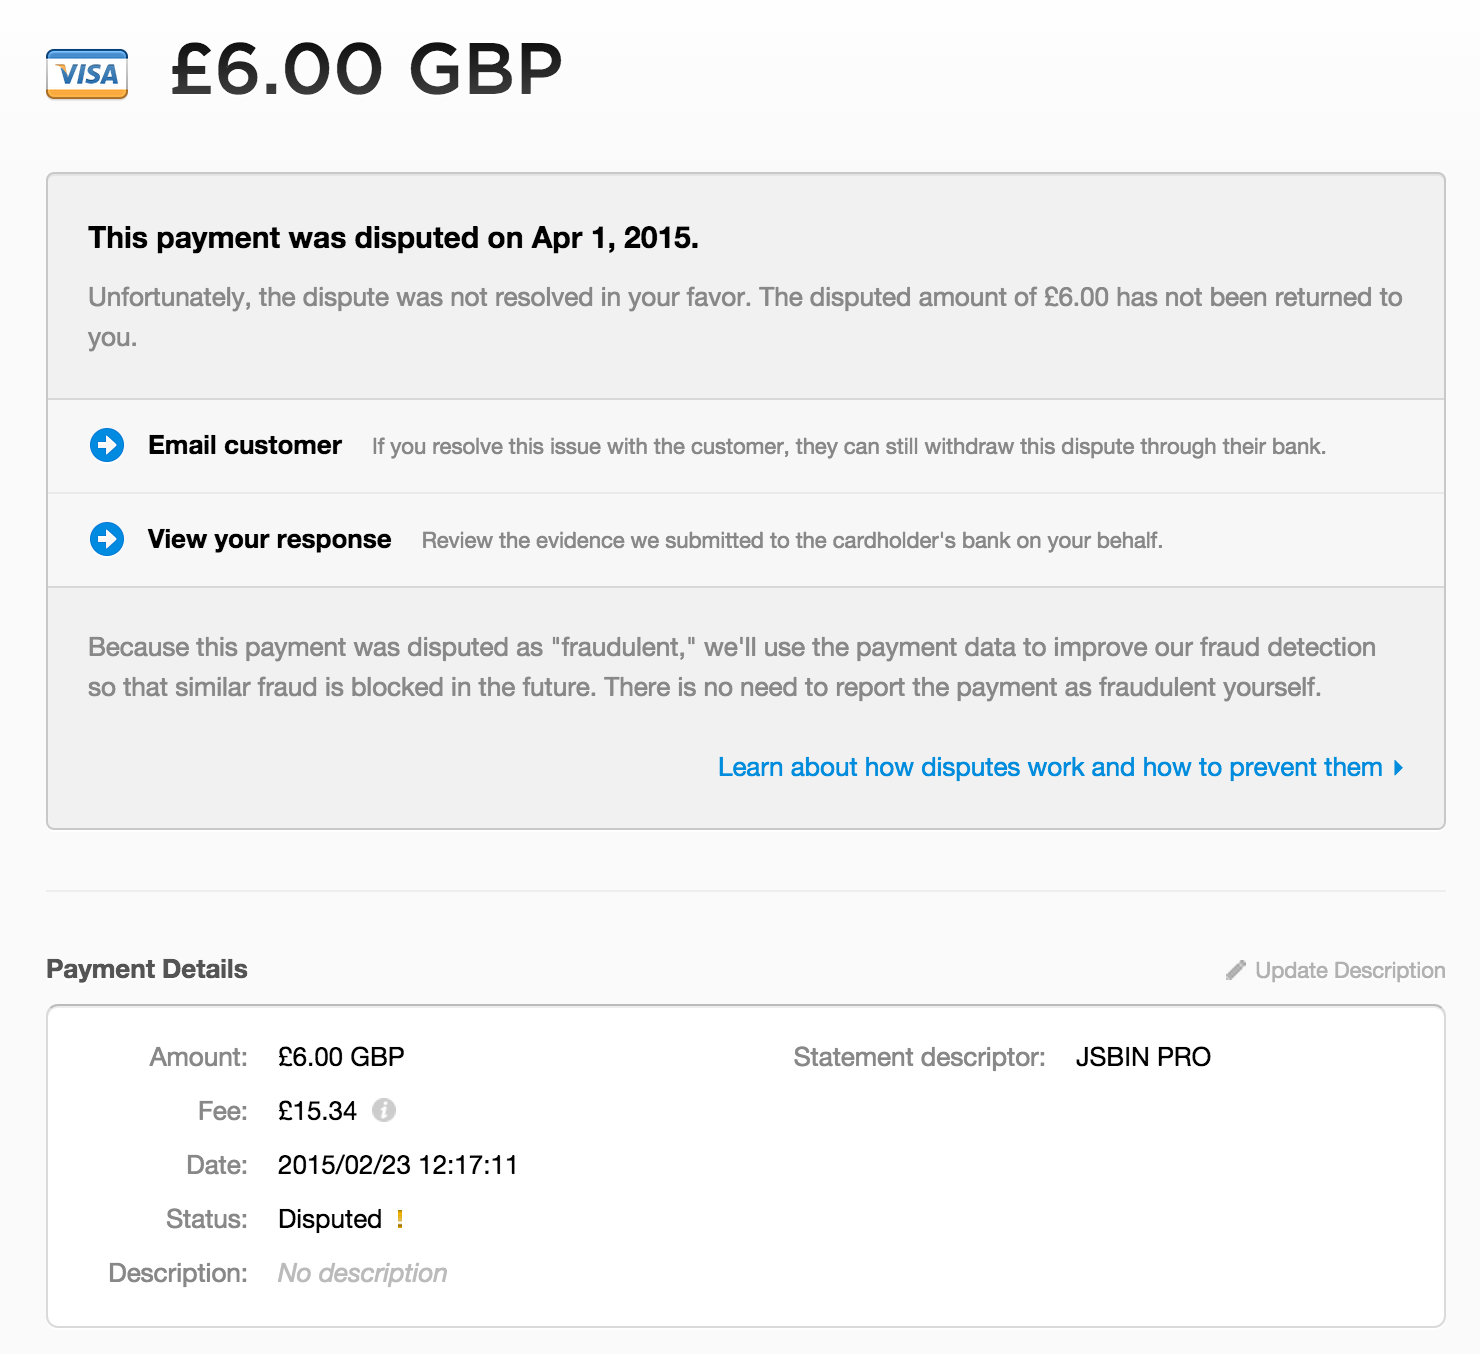 VISA £6.00 GBP
This payment was disputed on Apr 1, 2015.
Unfortunately, the dispute was not resolved in your favor. The disputed amount of £6.00 has not been returned to
you.
Email customer If you resolve this issue with the customer, they can still withdraw this dispute through their bank.
View your response Review the evidence we submitted to the cardholder's bank on your behalf.
Because this payment was disputed as "fraudulent," we'll use the payment data to improve our fraud detection
so that similar fraud is blocked in the future. There is no need to report the payment as fraudulent yourself.
Learn about how disputes work and how to prevent them
Payment Details Update Description
Amount: £6.00 GBP Statement descriptor: JSBIN PRO
Fee: £15.34 i
Date: 2015/02/23 12:17:11
Status: Disputed !
Description: No description